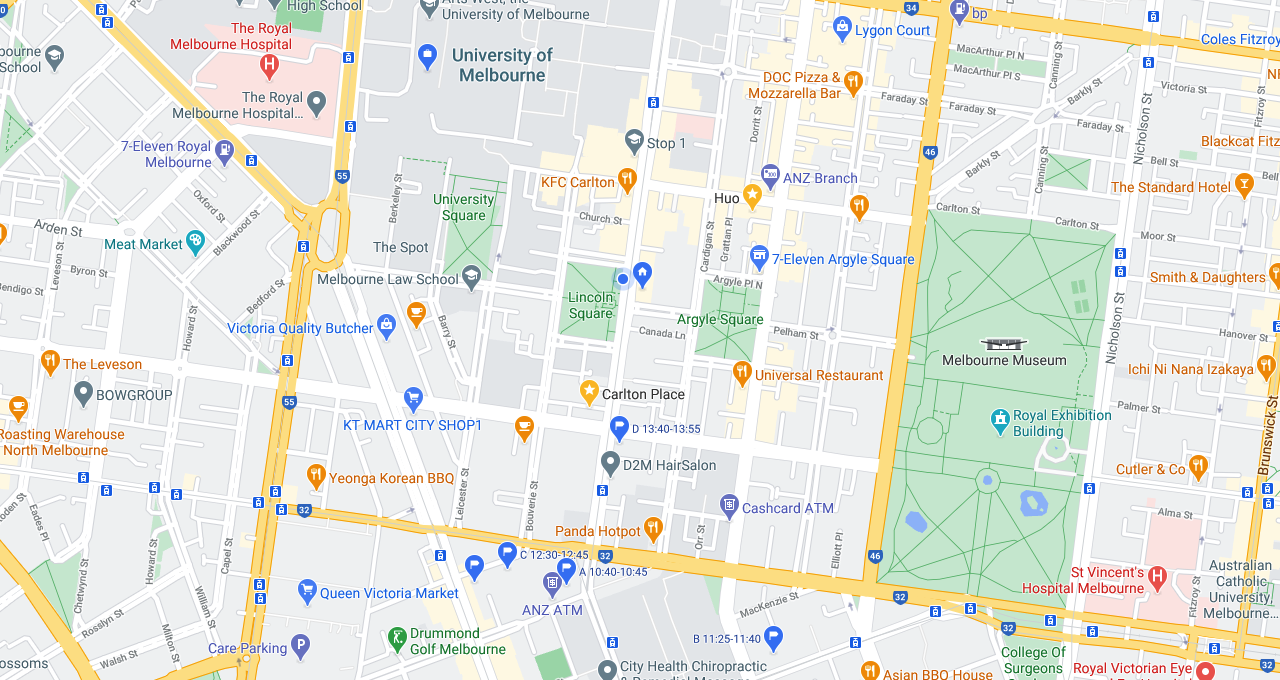 High School
Arts West, the
University of Melbourne
34
bp
Lygon Court
Coles Fitzroy
The Royal
Melbourne Hospital
University of
Melbourne
MacArthur Pl N
MacArthur Pl S
Canning St
School
DOC Pizza &
Mozzarella Bar
Barkly St
Victoria St
Fitzroy St
The Royal
Melbourne Hospital...
Faraday St
Faraday St
Faraday St
Nicholson St
Dorrit St
7-Eleven Royal
Melbourne
Stop 1
46
Blackcat Fitz
Barkly St
Bell St
Bell
55
KFC Carlton
ANZ Branch
Canning St
The Standard Hotel
Berkeley St
University
Square
Huo
Oxford St
Church St
Carlton St
Carlton St
Arden St
Blackwood St
Meat Market
The Spot
Cardigan St
Grattan Pl
Moor St
Leveson St
Byron St
Melbourne Law School
7-Eleven Argyle Square
Smith & Daughters
Bendigo St
Bedford St
Argyle Pl N
Lincoln
Square
Howard St
Victoria Quality Butcher
Barry St
Argyle Square
Canada Ln
Pelham St
Nicholson St
Hanover St
Melbourne Museum
The Leveson
Universal Restaurant
Ichi Ni Nana Izakaya
BOWGROUP
Carlton Place
55
Palmer St
Brunswick St
KT MART CITY SHOP1
D 13:40-13:55
Royal Exhibition
Building
Roasting Warehouse
North Melbourne
D2M HairSalon
Cutler & Co
Yeonga Korean BBQ
Leicester St
Bouverie St
Cashcard ATM
32
Alma St
Eades Pl
Panda Hotpot
Orr St
Elliott Pl
C 12:30-12:45
32
46
Howard St
Capel St
A 10:40-10:45
St Vincent's
Hospital Melbourne
Australian
Catholic
University,
Melbourne...
Chetwynd St
Queen Victoria Market
ANZ ATM
MacKenzie St
32
Fitzroy St
William St
Rosslyn St
Milton St
Drummond
Golf Melbourne
B 11:25-11:40
32
Care Parking
Walsh St
College Of
Surgeons
City Health Chiropractic
Asian BBQ House
Royal Victorian Eye
32